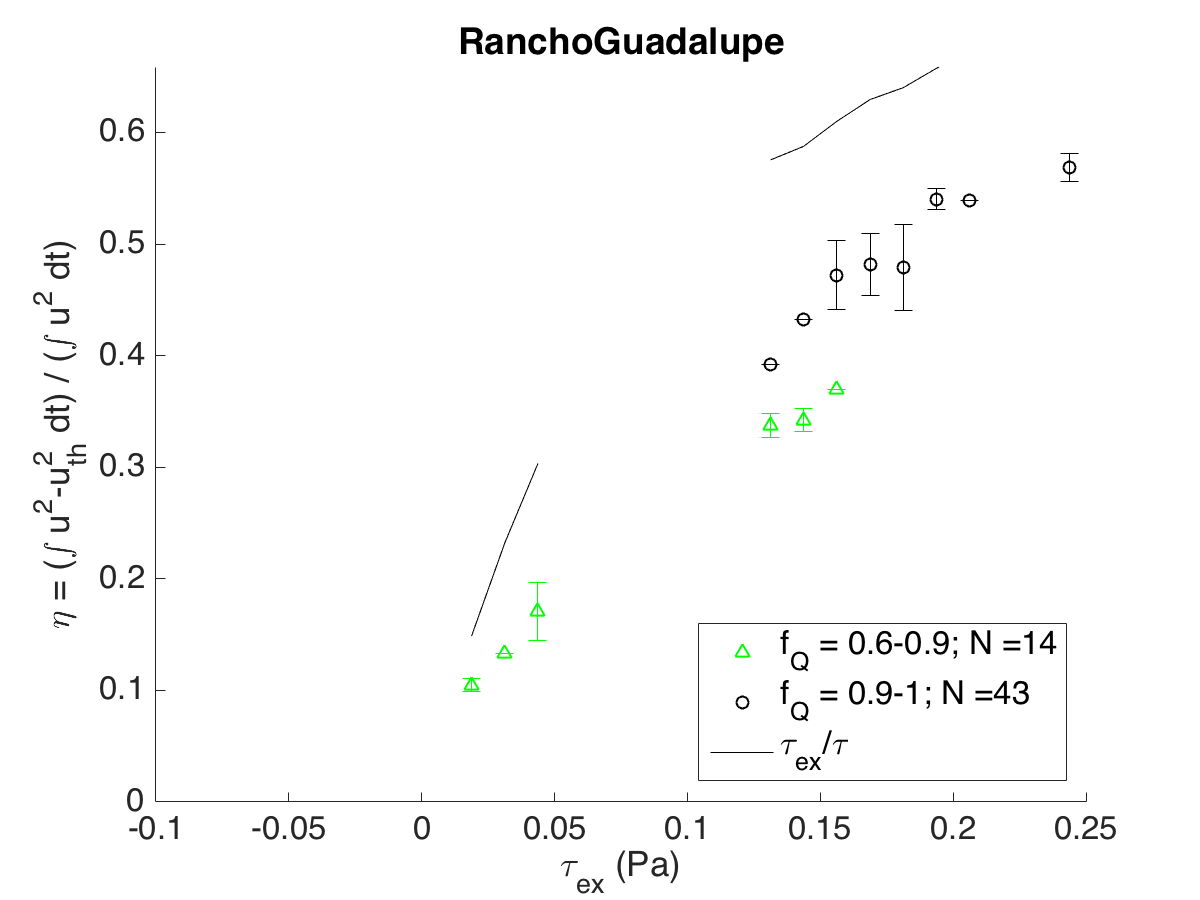 RanchoGuadalupe
η = (∫ u²-u²th dt) / (∫ u² dt)
0.6
0.5
0.4
0.3
0.2
0.1
0
-0.1 -0.05 0 0.05 0.1 0.15 0.2 0.25
τex (Pa)
fQ = 0.6-0.9; N =14
fQ = 0.9-1; N =43
τex/τ